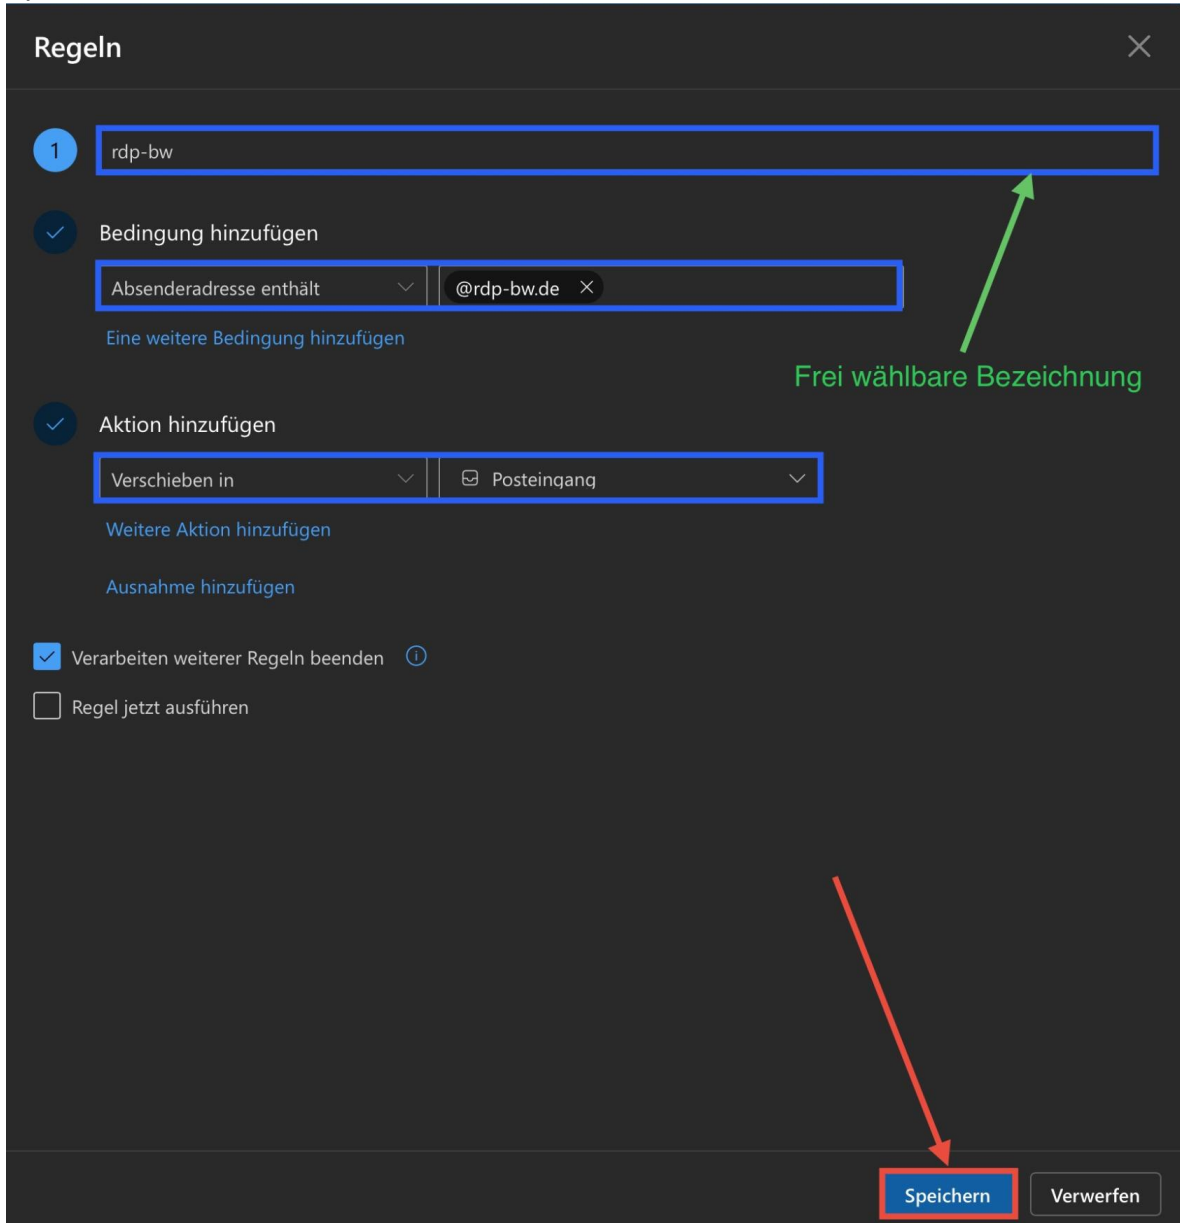 Regeln
1
rdp-bw
Bedingung hinzufügen
Absenderadresse enthält
@rdp-bw.de
Eine weitere Bedingung hinzufügen
Frei wählbare Bezeichnung
Aktion hinzufügen
Verschieben in
Posteingang
Weitere Aktion hinzufügen
Ausnahme hinzufügen
Verarbeiten weiterer Regeln beenden
Regel jetzt ausführen
Speichern
Verwerfen